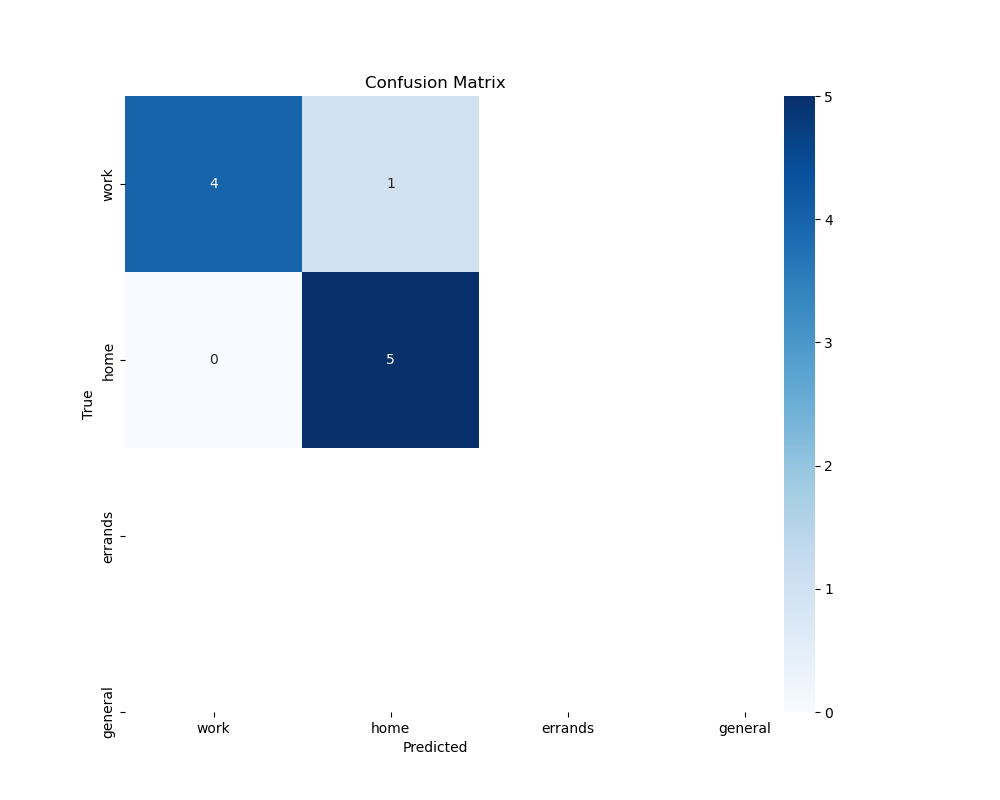 Confusion Matrix
work
4
1
home
0
5
errands
general
True
work
home
errands
general
Predicted
5
4
3
2
1
0